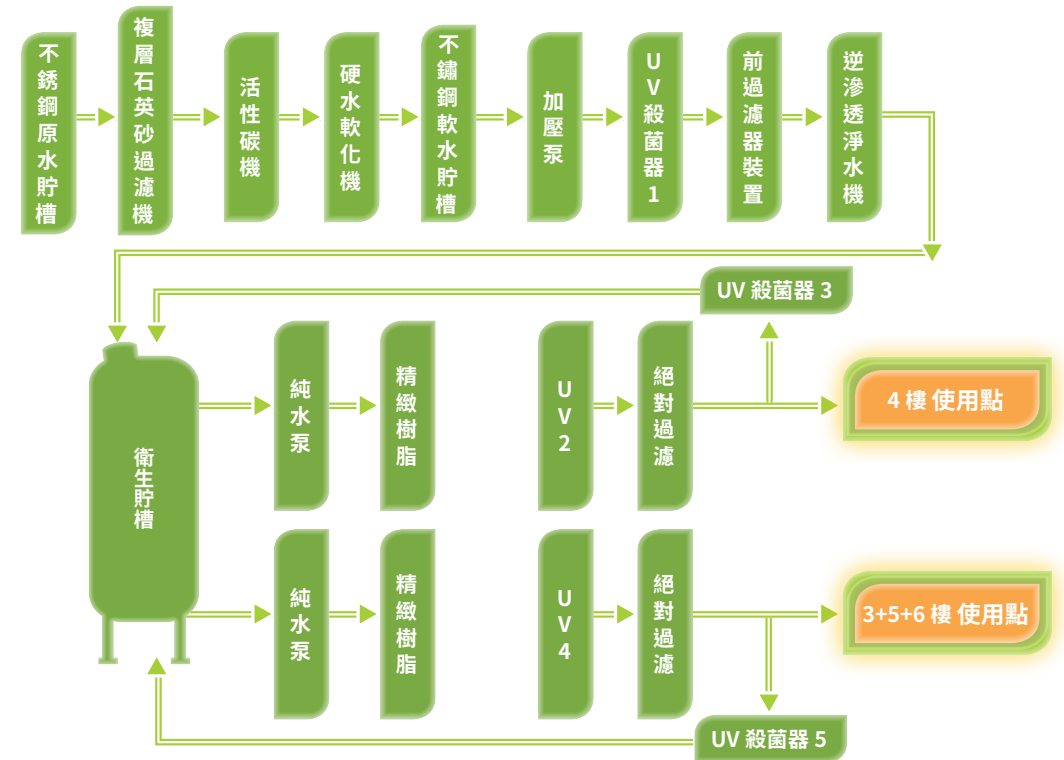 不銹鋼原水貯槽
複層石英砂過濾機
活性碳機
硬水軟化機
不鏽鋼軟水貯槽
加壓泵
UV殺菌器1
前過濾器裝置
逆滲透淨水機
UV 殺菌器 3
衛生貯槽
純水泵
精緻樹脂
UV2
絕對過濾
4 樓 使用點
純水泵
精緻樹脂
UV4
絕對過濾
3+5+6 樓 使用點
UV 殺菌器 5